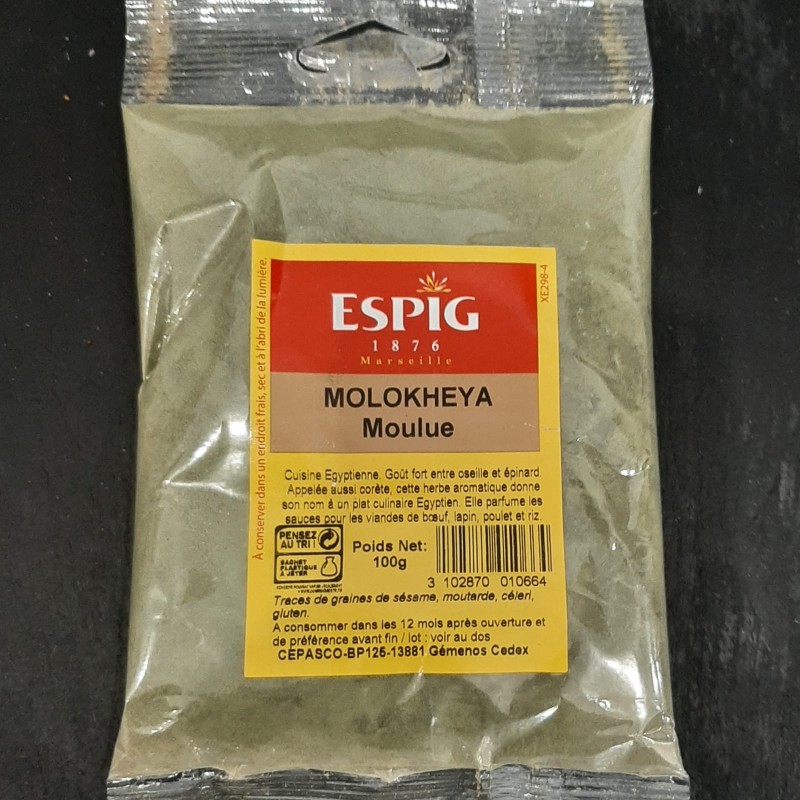 ESPIG
1876
Marseille
XE298-4
A conserver dans un endroit frais, sec et à l'abri de la lumière.
MOLOKHEYA
Moulue
Cuisine Egyptienne. Goût fort entre oseille et épinard.
Appelée aussi corète, cette herbe aromatique donne
son nom à un plat culinaire Egyptien. Elle parfume les
sauces pour les viandes de bœuf, lapin, poulet et riz.
PENSEZ
AU TRI !
SACHET
PLASTIQUE
À JETER
Poids Net:
100g
3 102870 010664
Traces de graines de sésame, moutarde, céleri,
gluten.
A consommer dans les 12 mois après ouverture et
de préférence avant fin / lot : voir au dos
CEPASCO-BP125-13881 Gémenos Cedex